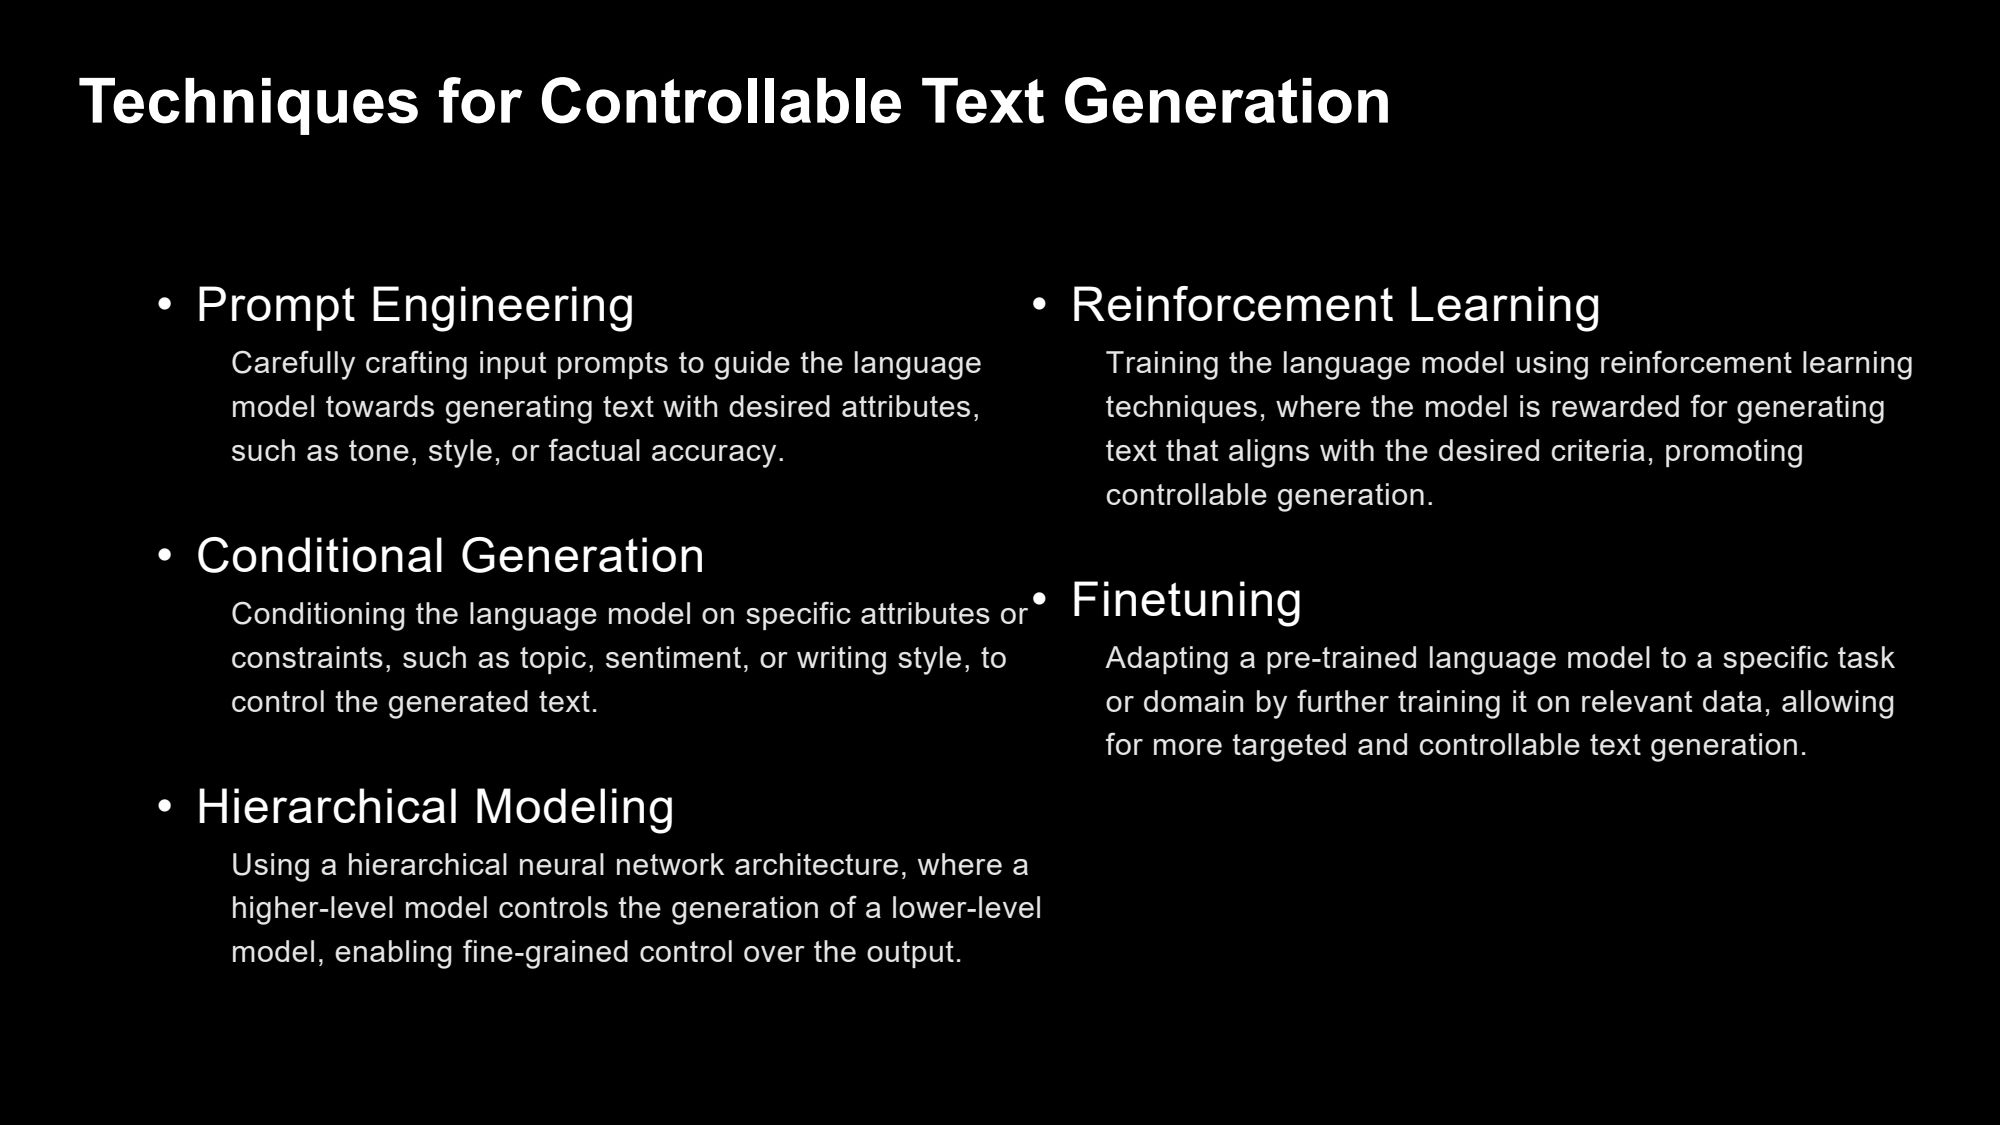 Techniques for Controllable Text Generation
• Prompt Engineering
Carefully crafting input prompts to guide the language
model towards generating text with desired attributes,
such as tone, style, or factual accuracy.
• Conditional Generation
Conditioning the language model on specific attributes or
constraints, such as topic, sentiment, or writing style, to
control the generated text.
• Hierarchical Modeling
Using a hierarchical neural network architecture, where a
higher-level model controls the generation of a lower-level
model, enabling fine-grained control over the output.
• Reinforcement Learning
Training the language model using reinforcement learning
techniques, where the model is rewarded for generating
text that aligns with the desired criteria, promoting
controllable generation.
• Finetuning
Adapting a pre-trained language model to a specific task
or domain by further training it on relevant data, allowing
for more targeted and controllable text generation.